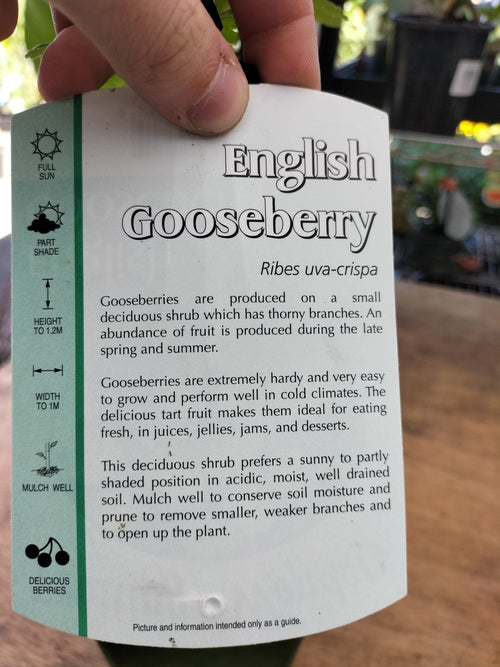 English
Gooseberry
Ribes uva-crispa
Gooseberries are produced on a small
deciduous shrub which has thorny branches. An
abundance of fruit is produced during the late
spring and summer.
Gooseberries are extremely hardy and very easy
to grow and perform well in cold climates. The
delicious tart fruit makes them ideal for eating
fresh, in juices, jellies, jams, and desserts.
This deciduous shrub prefers a sunny to partly
shaded position in acidic, moist, well drained
soil. Mulch well to conserve soil moisture and
prune to remove smaller, weaker branches and
to open up the plant.
FULL
SUN
PART
SHADE
HEIGHT
TO 1.2M
WIDTH
TO 1M
MULCH WELL
DELICIOUS
BERRIES
Picture and information intended only as a guide.